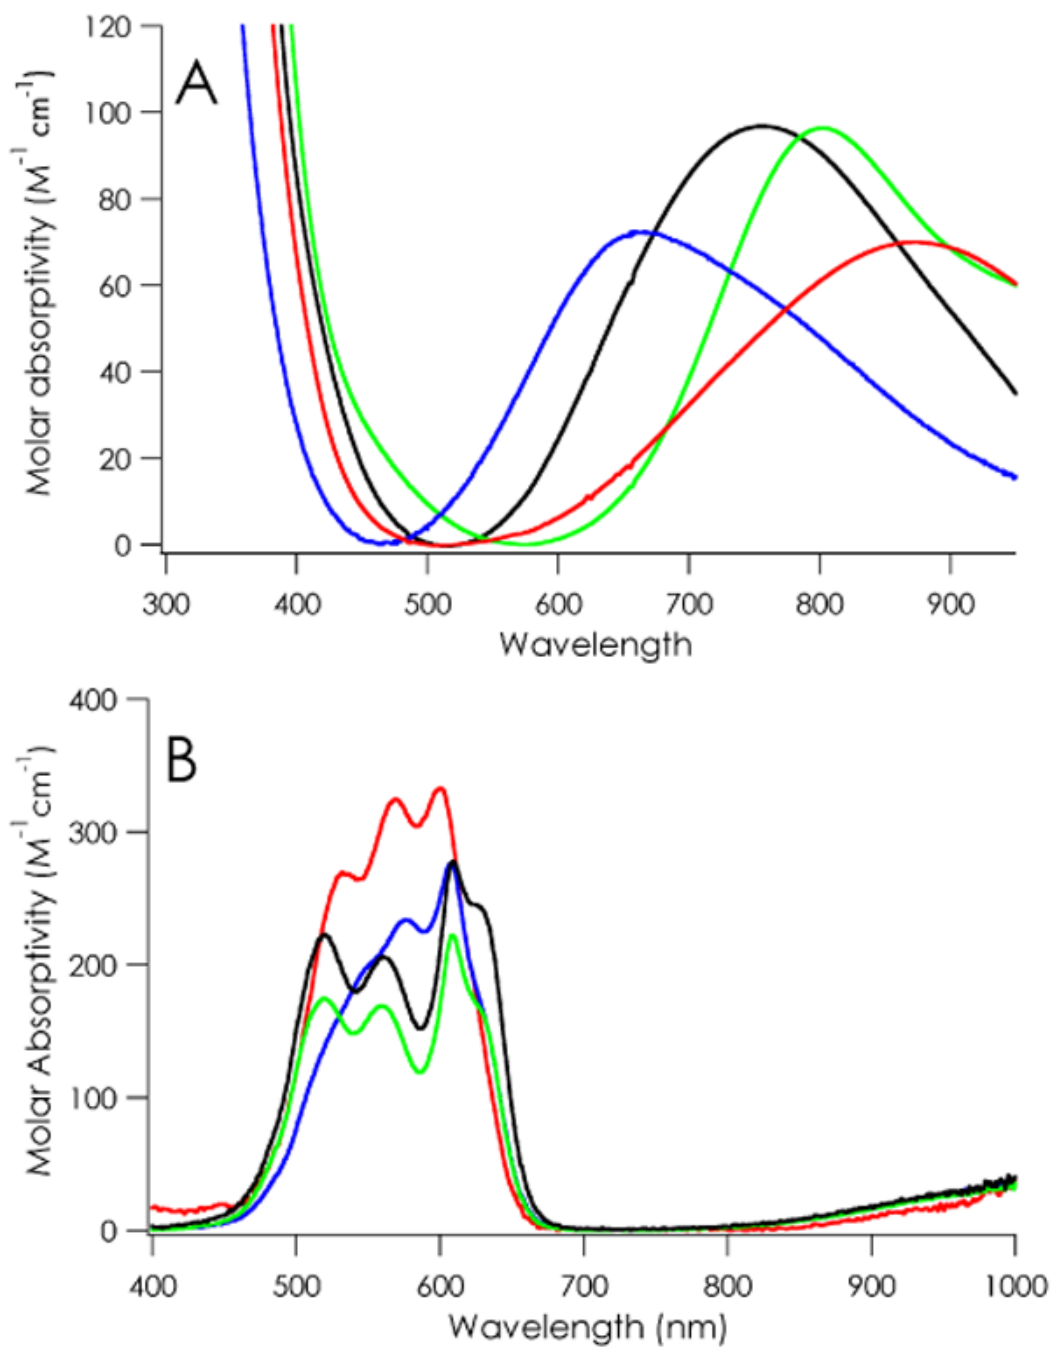 A
Molar absorptivity (M⁻¹ cm⁻¹)
120
100
80
60
40
20
0
300 400 500 600 700 800 900
Wavelength
B
Molar Absorptivity (M⁻¹cm⁻¹)
400
300
200
100
0
400 500 600 700 800 900 1000
Wavelength (nm)